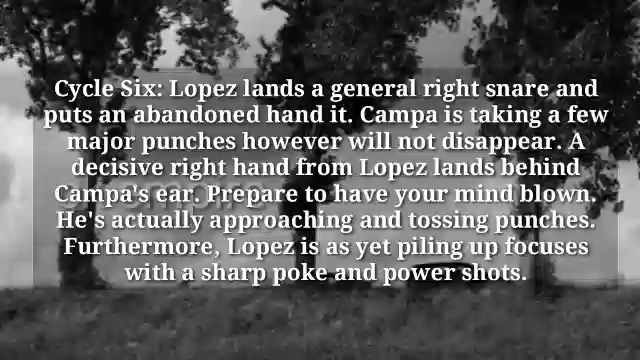 Cycle Six: Lopez lands a general right snare and
puts an abandoned hand it. Campa is taking a few
major punches however will not disappear. A
decisive right hand from Lopez lands behind
Campa's ear. Prepare to have your mind blown.
He's actually approaching and tossing punches.
Furthermore, Lopez is as yet piling up focuses
with a sharp poke and power shots.